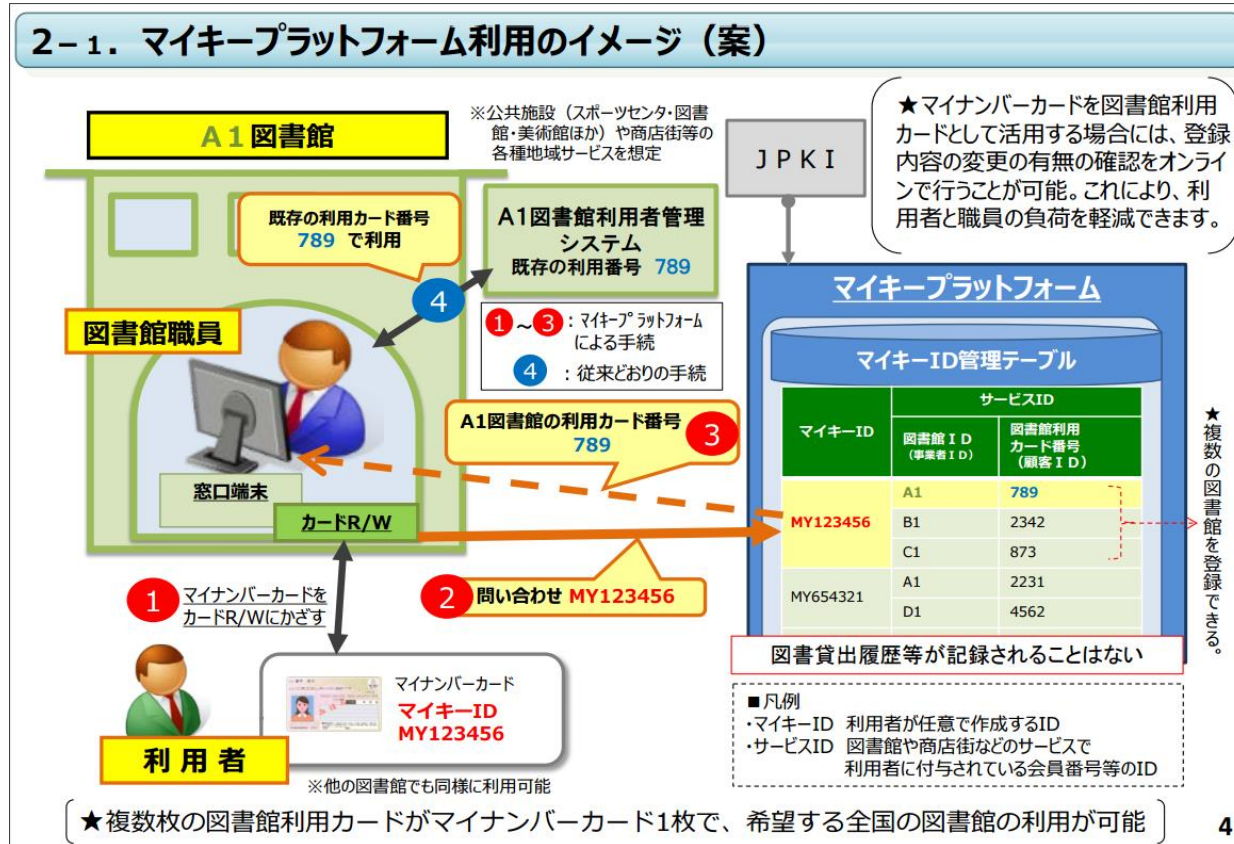 2－1．マイキープラットフォーム利用のイメージ（案）
A1図書館
※公共施設（スポーツセンタ・図書
館・美術館ほか）や商店街等の
各種地域サービスを想定
JPKI
★マイナンバーカードを図書館利用
カードとして活用する場合には、登録
内容の変更の有無の確認をオンライ
ンで行うことが可能。これにより、利
用者と職員の負荷を軽減できます。
既存の利用カード番号
789 で利用
A1図書館利用者管理
システム
既存の利用番号 789
4
図書館職員
1～3：マイキープラットフォーム
による手続
4：従来どおりの手続
マイキープラットフォーム
マイキーID管理テーブル
マイキーID
サービスID
図書館ID
（事業者ID）
図書館利用
カード番号
（顧客ID）
MY123456
A1 789
B1 2342
C1 873
MY654321
A1 2231
D1 4562
★複数の図書館を登録できる。
A1図書館の利用カード番号
789
3
窓口端末
カードR/W
2 問い合わせ MY123456
1 マイナンバーカードを
カードR/Wにかざす
図書貸出履歴等が記録されることはない
マイナンバーカード
マイキーID
MY123456
利用者
※他の図書館でも同様に利用可能
■凡例
・マイキーID 利用者が任意で作成するID
・サービスID 図書館や商店街などのサービスで
利用者に付与されている会員番号等のID
★複数枚の図書館利用カードがマイナンバーカード1枚で、希望する全国の図書館の利用が可能
4